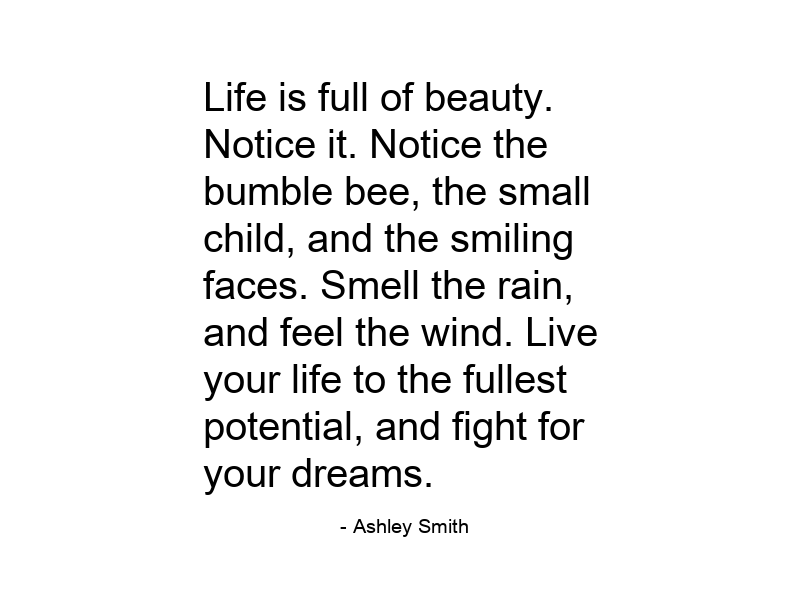 Life is full of beauty.
Notice it. Notice the
bumble bee, the small
child, and the smiling
faces. Smell the rain,
and feel the wind. Live
your life to the fullest
potential, and fight for
your dreams.
- Ashley Smith